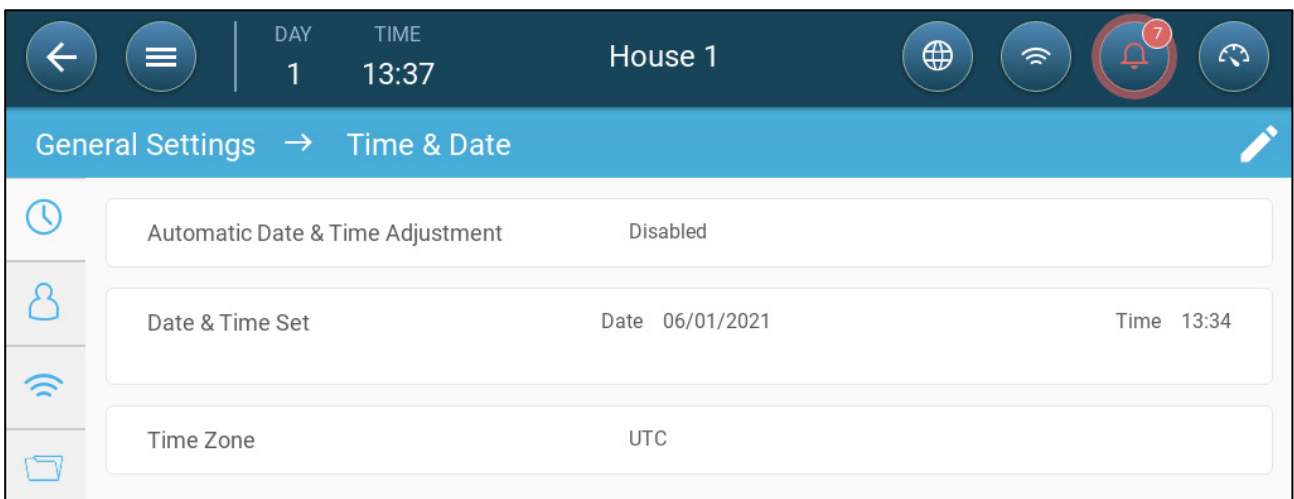 DAY TIME
1 13:37 House 1 7
General Settings → Time & Date
Automatic Date & Time Adjustment Disabled
Date & Time Set Date 06/01/2021 Time 13:34
Time Zone UTC